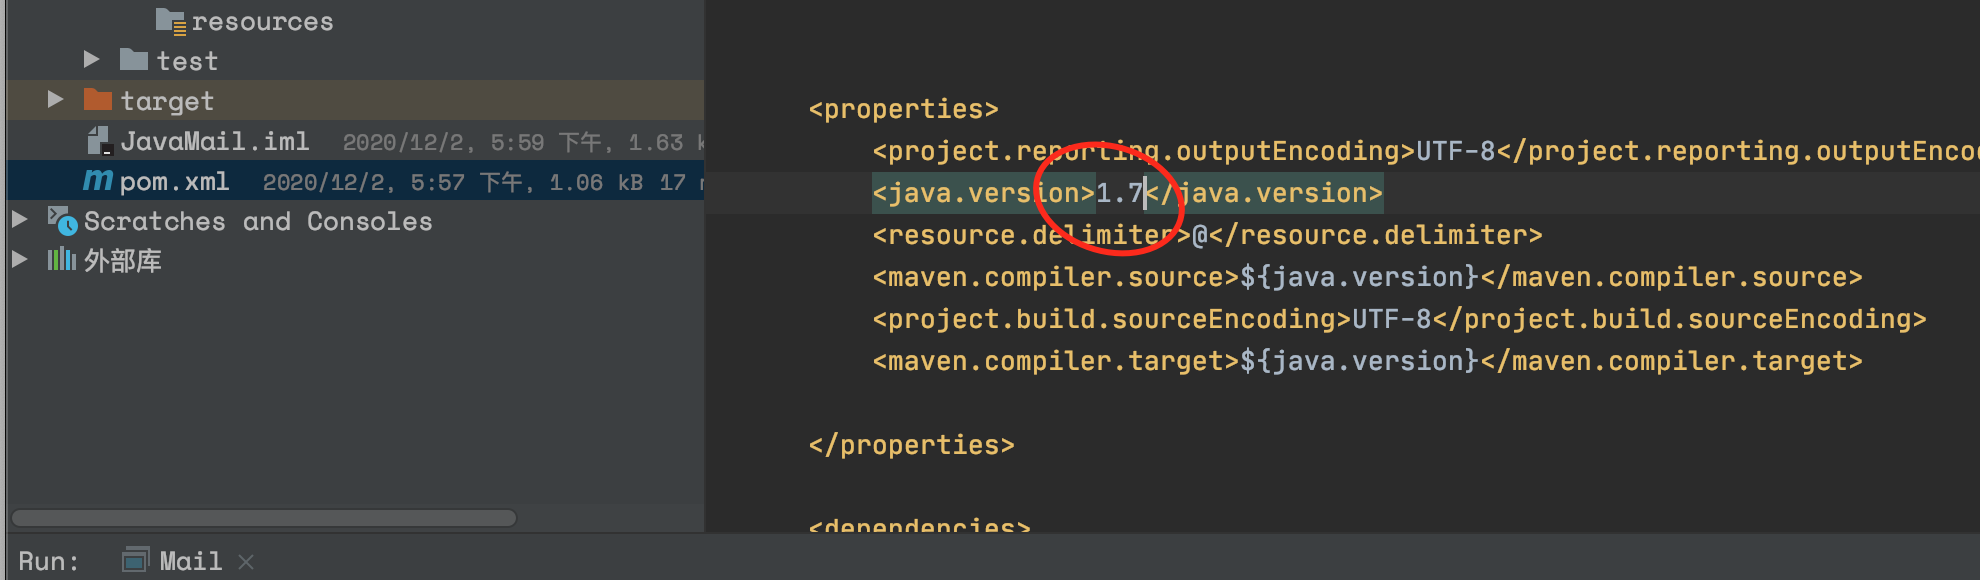 resources
test
target
JavaMail.iml 2020/12/2, 5:59 下午, 1.63
pom.xml 2020/12/2, 5:57 下午, 1.06 kB 17
Scratches and Consoles
外部库
<properties>
<project.reporting.outputEncoding>UTF-8</project.reporting.outputEnco
<java.version>1.7</java.version>
<resource.delimiter>@</resource.delimiter>
<maven.compiler.source>${java.version}</maven.compiler.source>
<project.build.sourceEncoding>UTF-8</project.build.sourceEncoding>
<maven.compiler.target>${java.version}</maven.compiler.target>
</properties>
<dependencies>
Run: Mail